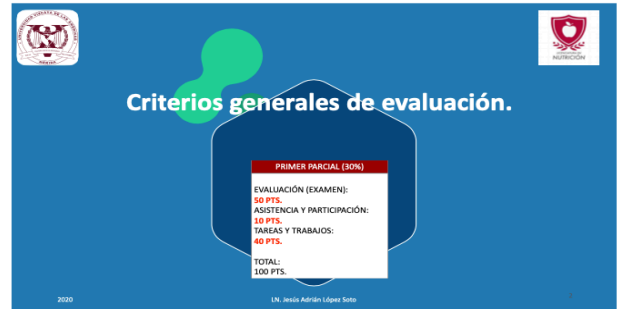 NUTRICIÓN
Criterios generales de evaluación.
PRIMER PARCIAL (30%)
EVALUACIÓN (EXAMEN):
50 PTS.
ASISTENCIA Y PARTICIPACIÓN:
10 PTS.
TAREAS Y TRABAJOS:
40 PTS.
TOTAL:
100 PTS.
2020
LN. Jesús Adrián López Soto